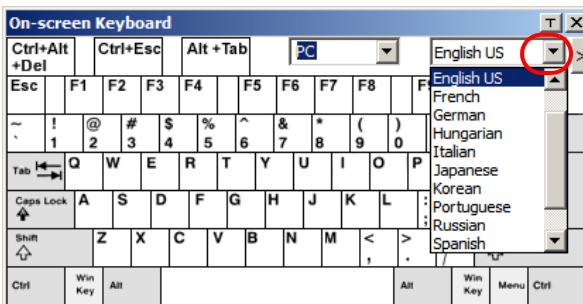 On-screen Keyboard T X
Ctrl+Alt +Del Ctrl+Esc Alt +Tab PC English US >
Esc F1 F2 F3 F4 F5 F6 F7 F8
English US
French
German
Hungarian
Italian
Japanese
Korean
Portuguese
Russian
Spanish
~ ! @ # $ % ^ & * ( )
` 1 2 3 4 5 6 7 8 9 0
Tab Q W E R T Y U I O P
Caps Lock A S D F G H J K L :
;
Shift Z X C V B N M < >
, . /
Ctrl Win Key Alt Alt Win Key Menu Ctrl